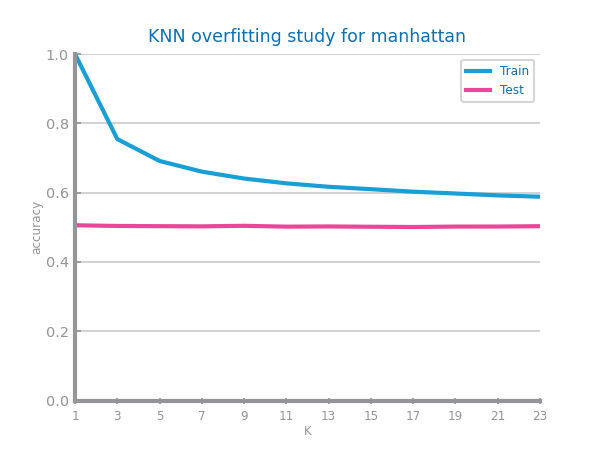 KNN overfitting study for manhattan
1.0
0.8
0.6
0.4
0.2
0.0
accuracy
Train
Test
1 3 5 7 9 11 13 15 17 19 21 23
K